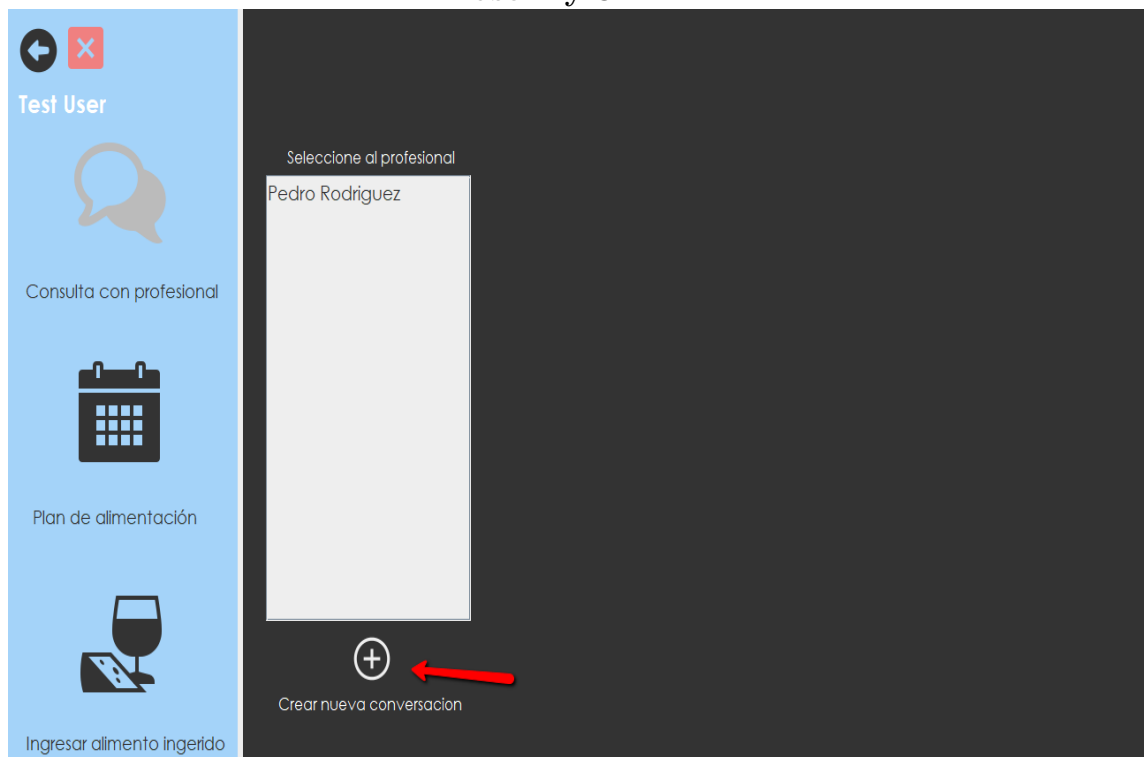 Test User
Consulta con profesional
Plan de alimentación
Ingresar alimento ingerido
Seleccione al profesional
Pedro Rodriguez
Crear nueva conversacion